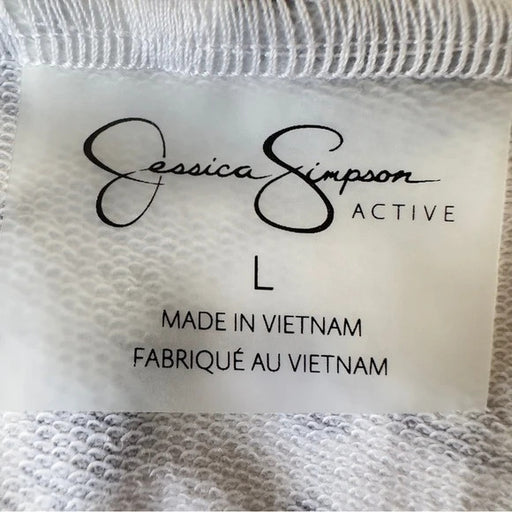 Jessica Simpson
ACTIVE
L
MADE IN VIETNAM
FABRIQUÉ AU VIETNAM